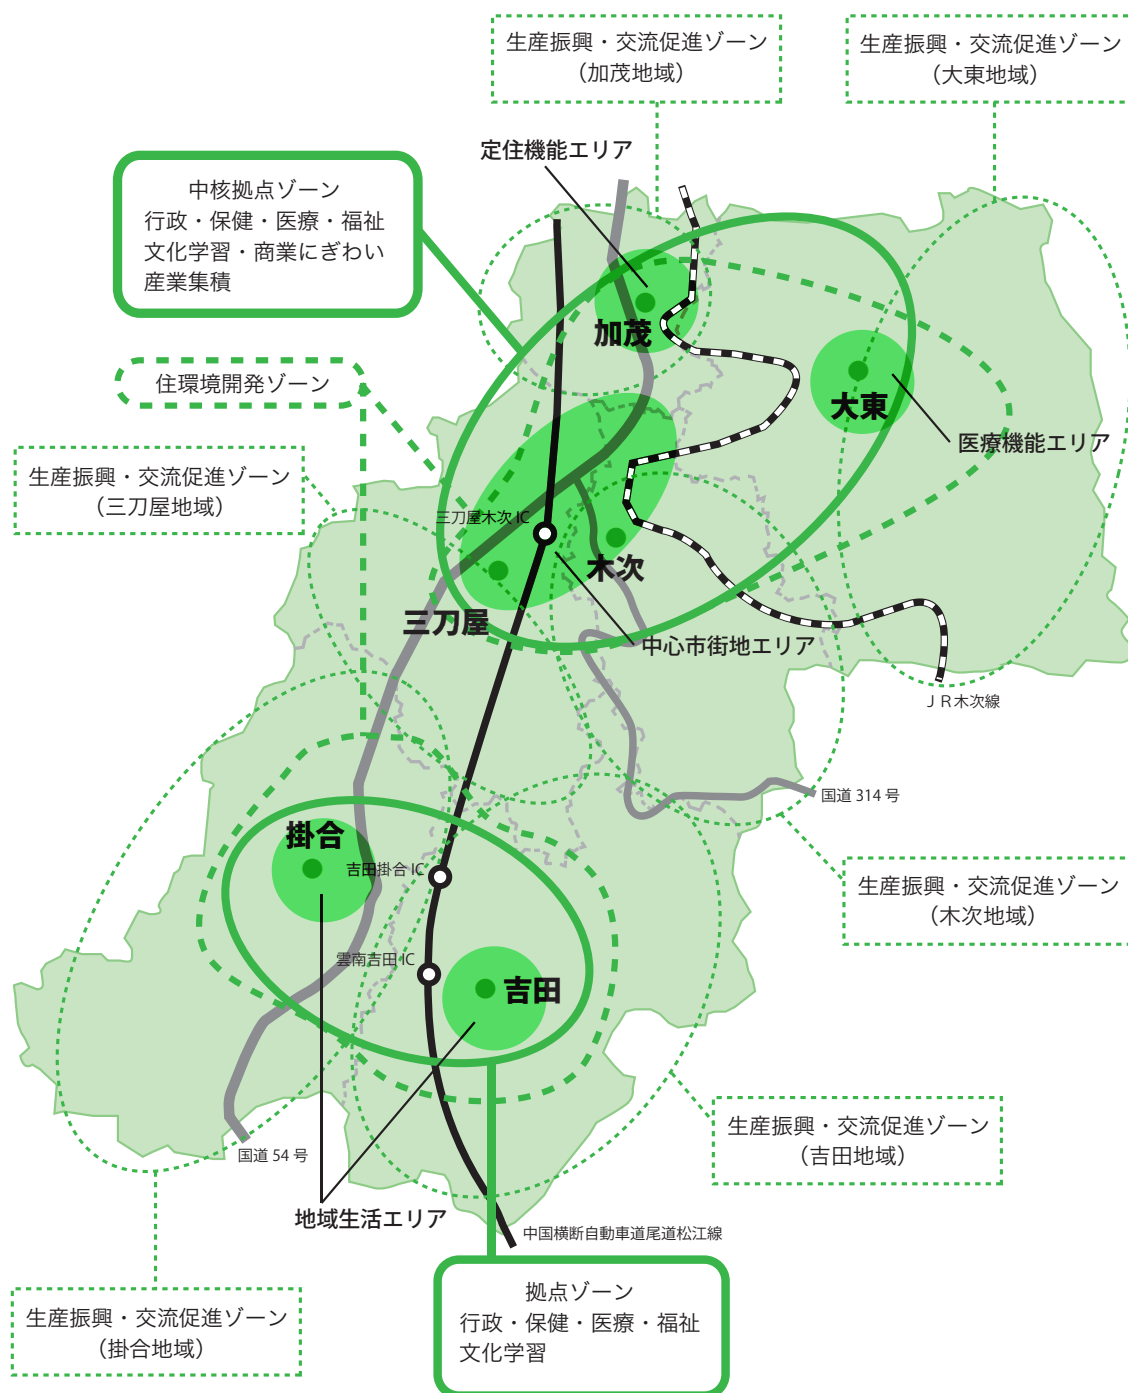 生産振興・交流促進ゾーン
（加茂地域）
生産振興・交流促進ゾーン
（大東地域）
定住機能エリア
中核拠点ゾーン
行政・保健・医療・福祉
文化学習・商業にぎわい
産業集積
加茂
住環境開発ゾーン
大東
医療機能エリア
生産振興・交流促進ゾーン
（三刀屋地域）
三刀屋木次 IC
木次
三刀屋
中心市街地エリア
ＪＲ木次線
国道 314 号
掛合
吉田掛合 IC
生産振興・交流促進ゾーン
（木次地域）
雲南吉田 IC
吉田
生産振興・交流促進ゾーン
（吉田地域）
国道 54 号
地域生活エリア
中国横断自動車道尾道松江線
拠点ゾーン
行政・保健・医療・福祉
文化学習
生産振興・交流促進ゾーン
（掛合地域）